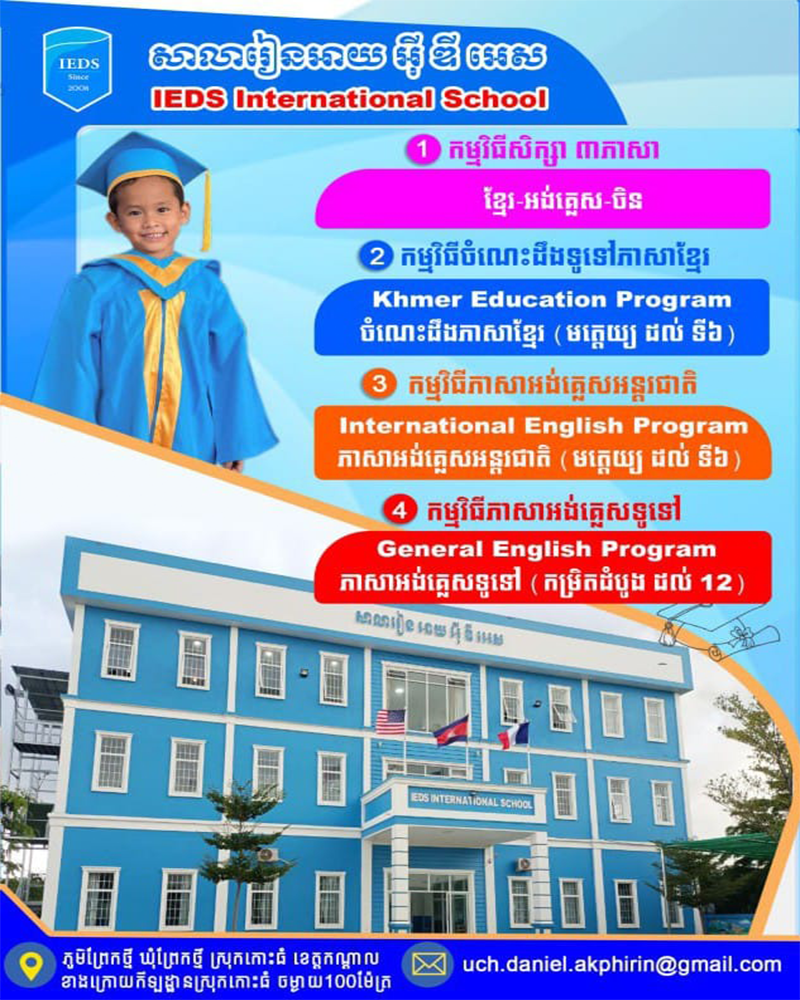 IEDS
Since
2008
សាលារៀនអាយ អ៊ី ឌី អេស
IEDS International School
1 កម្មវិធីសិក្សា ៣ភាសា
ខ្មែរ-អង់គ្លេស-ចិន
2 កម្មវិធីចំណេះដឹងទូទៅភាសាខ្មែរ
Khmer Education Program
ចំណេះដឹងភាសាខ្មែរ (មត្តេយ្យ ដល់ ទី៦)
3 កម្មវិធីភាសាអង់គ្លេសអន្តរជាតិ
International English Program
ភាសាអង់គ្លេសអន្តរជាតិ (មត្តេយ្យ ដល់ ទី៦)
4 កម្មវិធីភាសាអង់គ្លេសទូទៅ
General English Program
ភាសាអង់គ្លេសទូទៅ (កម្រិតដំបូង ដល់ 12)
សាលារៀន អាយ អ៊ី ឌី អេស
IEDS INTERNATIONAL SCHOOL
ភូមិព្រែកថ្មី ឃុំព្រែកថ្មី ស្រុកកោះធំ ខេត្តកណ្តាល
ខាងក្រោយកីឡដ្ឋានស្រុកកោះធំ ចម្ងាយ100ម៉ែត្រ
uch.daniel.akphirin@gmail.com